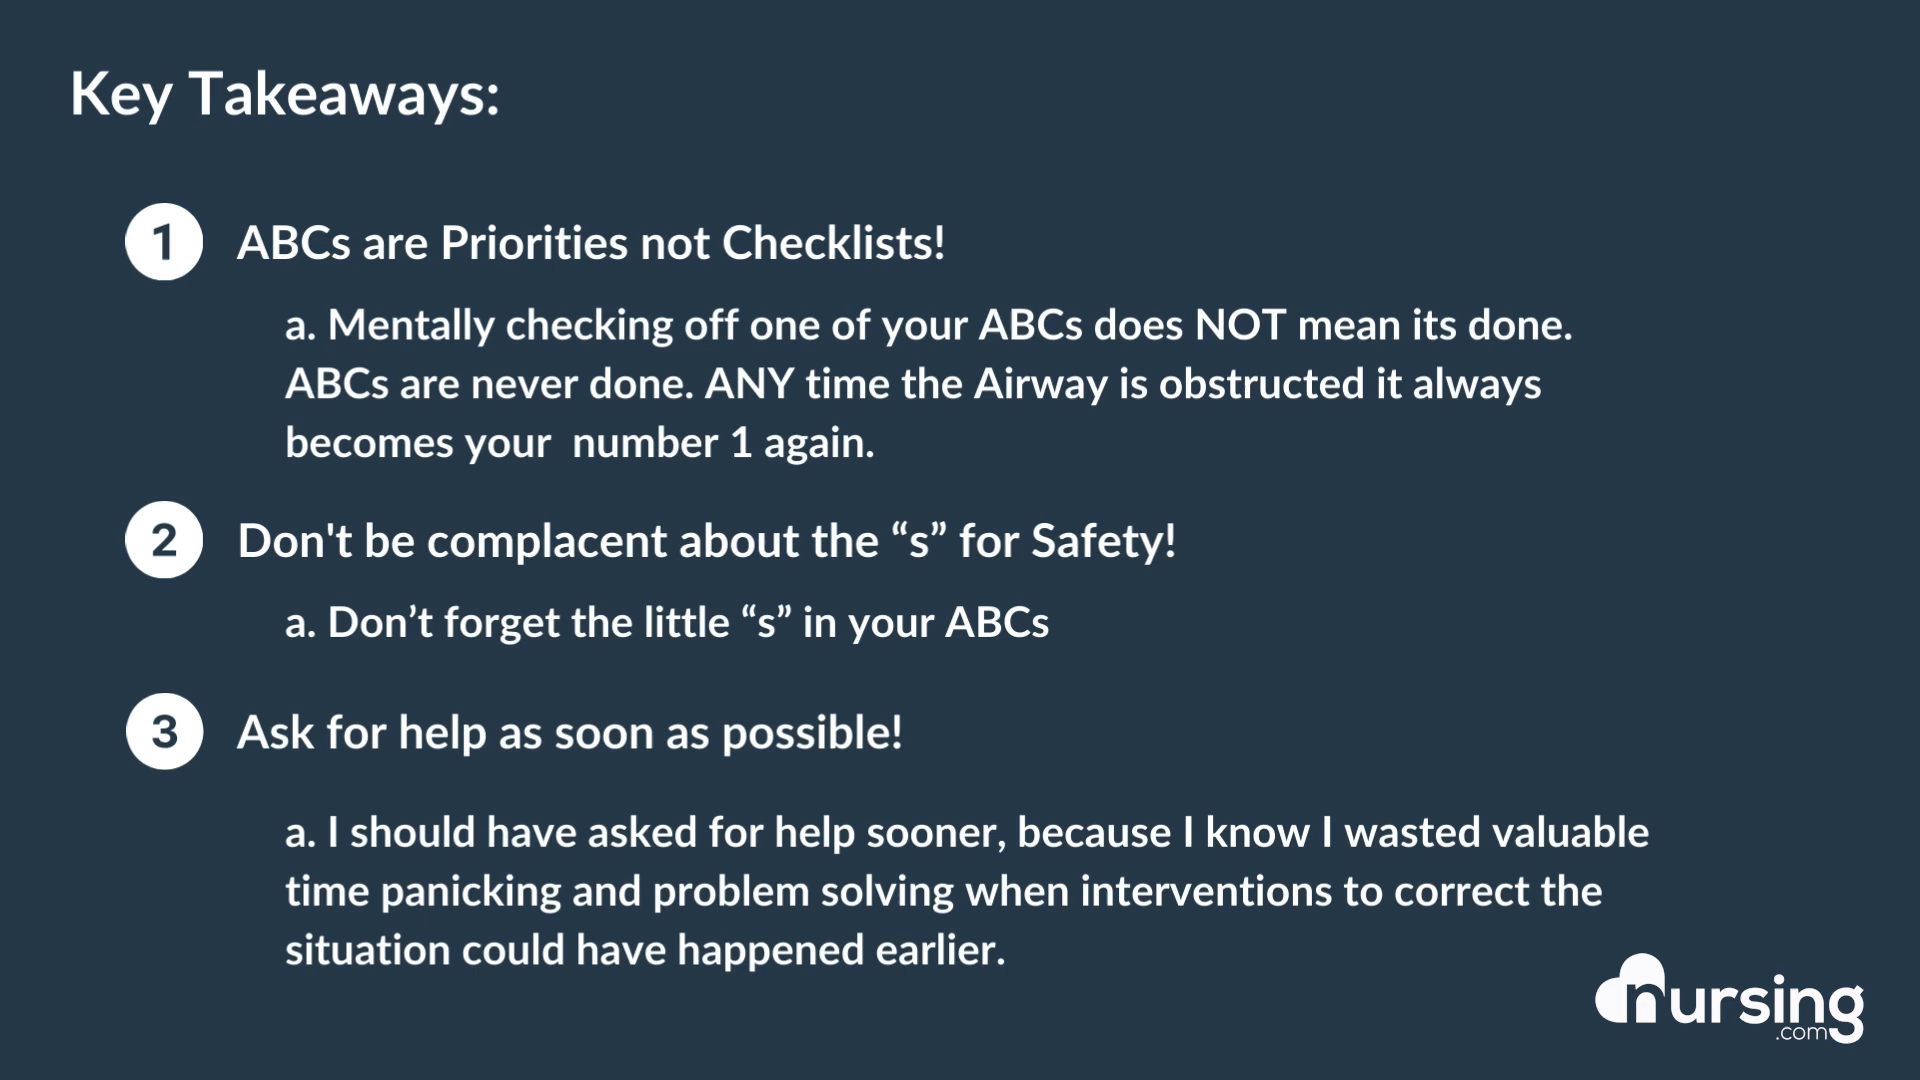 Key Takeaways:
1 ABCs are Priorities not Checklists!
a. Mentally checking off one of your ABCs does NOT mean its done.
ABCs are never done. ANY time the Airway is obstructed it always
becomes your  number 1 again.
2 Don't be complacent about the “s” for Safety!
a. Don’t forget the little “s” in your ABCs
3 Ask for help as soon as possible!
a. I should have asked for help sooner, because I know I wasted valuable
time panicking and problem solving when interventions to correct the
situation could have happened earlier.
nursing
.com